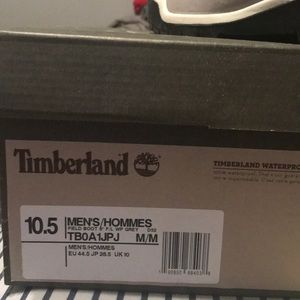 Timberland
TIMBERLAND WATERPRO
10.5 MEN'S/HOMMES
FIELD BOOT 6" F/L WP GREY D52
TB0A1JPJ M/M
MEN'S/HOMMES
EU 44.5 JP 28.5 UK 10